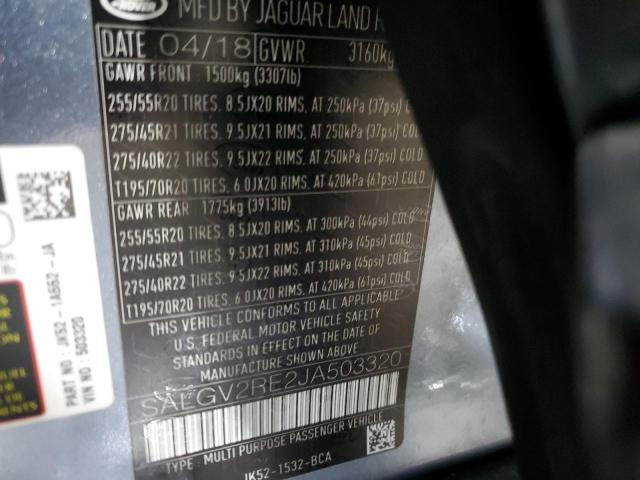 ROVER
MFD BY JAGUAR LAND R
DATE 04/18 GVWR 3160kg
GAWR FRONT 1500kg (3307lb)
255/55R20 TIRES, 8.5JX20 RIMS, AT 250kPa (37psi) COLD
275/45R21 TIRES, 9.5JX21 RIMS, AT 250kPa (37psi) COLD
275/40R22 TIRES, 9.5JX22 RIMS, AT 250kPa (37psi) COLD
T195/70R20 TIRES, 6.0JX20 RIMS, AT 420kPa (61psi) COLD
GAWR REAR 1775kg (3913lb)
255/55R20 TIRES, 8.5JX20 RIMS, AT 300kPa (44psi) COLD
275/45R21 TIRES, 9.5JX21 RIMS, AT 310kPa (45psi) COLD
275/40R22 TIRES, 9.5JX22 RIMS, AT 310kPa (45psi) COLD
T195/70R20 TIRES, 6.0JX20 RIMS, AT 420kPa (61psi) COLD
THIS VEHICLE CONFORMS TO ALL APPLICABLE
U.S. FEDERAL MOTOR VEHICLE SAFETY
STANDARDS IN EFFECT ON THE DATE OF
MANUFACTURE SHOWN ABOVE.
SALGV2RE2JA503320
TYPE: MULTI PURPOSE PASSENGER VEHICLE
JK52-1532-BCA
PART NO : JK52 - 1A552 - JA
VIN NO : 503320